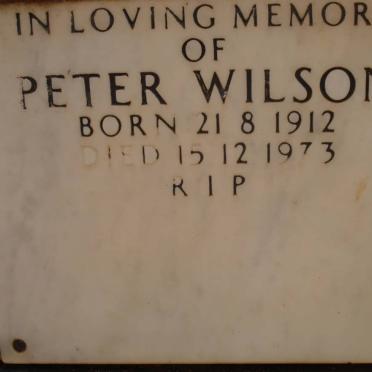 IN LOVING MEMOR
OF
PETER WILSON
BORN 21 8 1912
DIED 15 12 1973
R I P